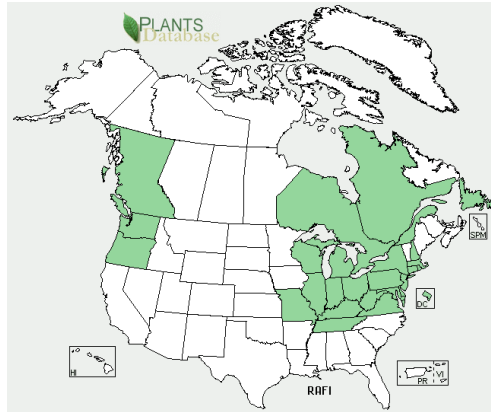 PLANTS
Database
SPM
DC
HI
PR
VI
RAFI